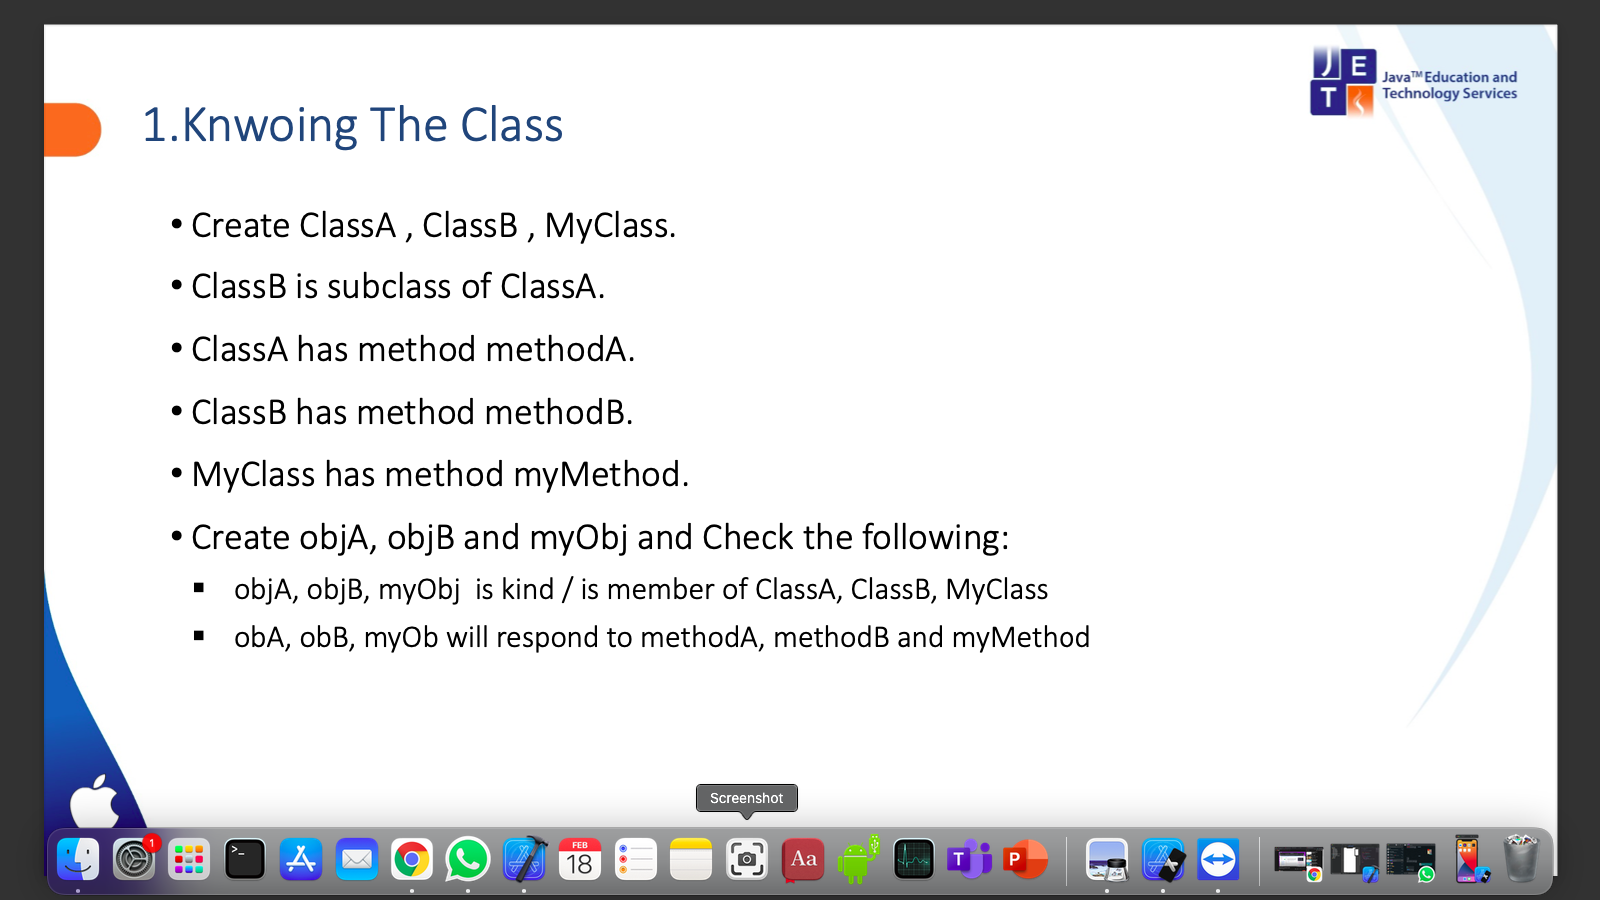 J E T
Java™ Education and
Technology Services
1.Knwoing The Class
• Create ClassA , ClassB , MyClass.
• ClassB is subclass of ClassA.
• ClassA has method methodA.
• ClassB has method methodB.
• MyClass has method myMethod.
• Create objA, objB and myObj and Check the following:
▪ objA, objB, myObj is kind / is member of ClassA, ClassB, MyClass
▪ obA, obB, myOb will respond to methodA, methodB and myMethod
Screenshot
1
>_
FEB
18
Aa
T
P